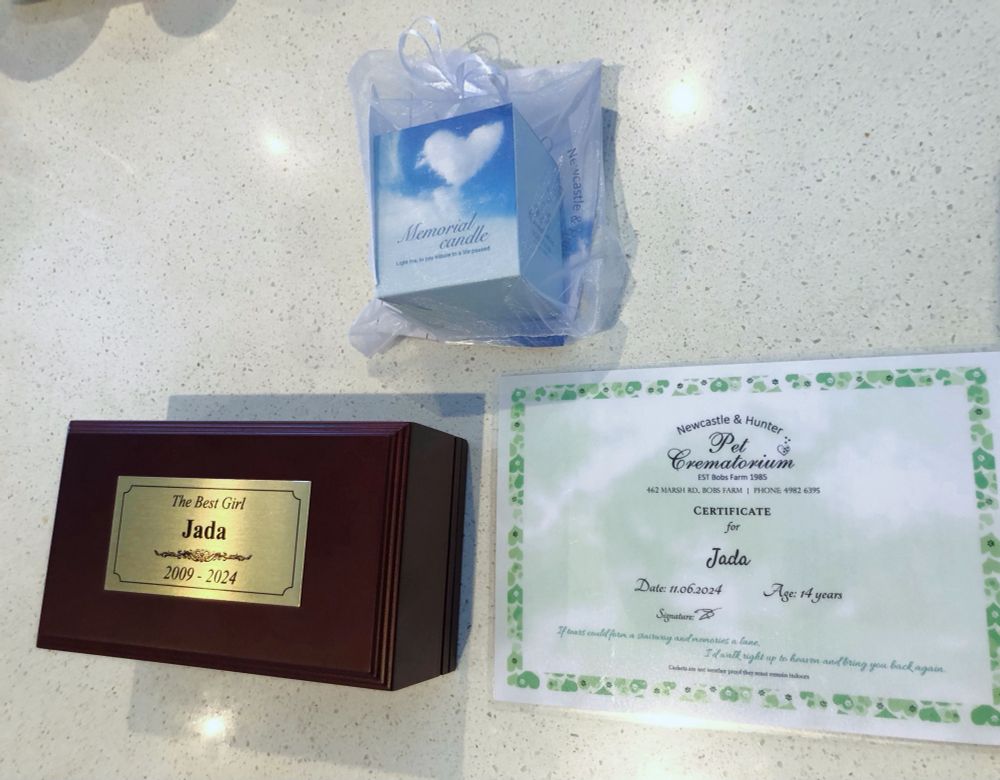 Memorial
candle
Light me, to pay tribute to a life passed
Newcastle &
The Best Girl
Jada
2009 - 2024
Newcastle & Hunter
Pet
Crematorium
EST Bobs Farm 1985
462 MARSH RD, BOBS FARM | PHONE: 4982 6395
CERTIFICATE
for
Jada
Date: 11.06.2024 Age: 14 years
Signature:
If tears could form a stairway and memories a lane.
I'd walk right up to heaven and bring you back again.
Caskets are not weather proof they must remain indoors